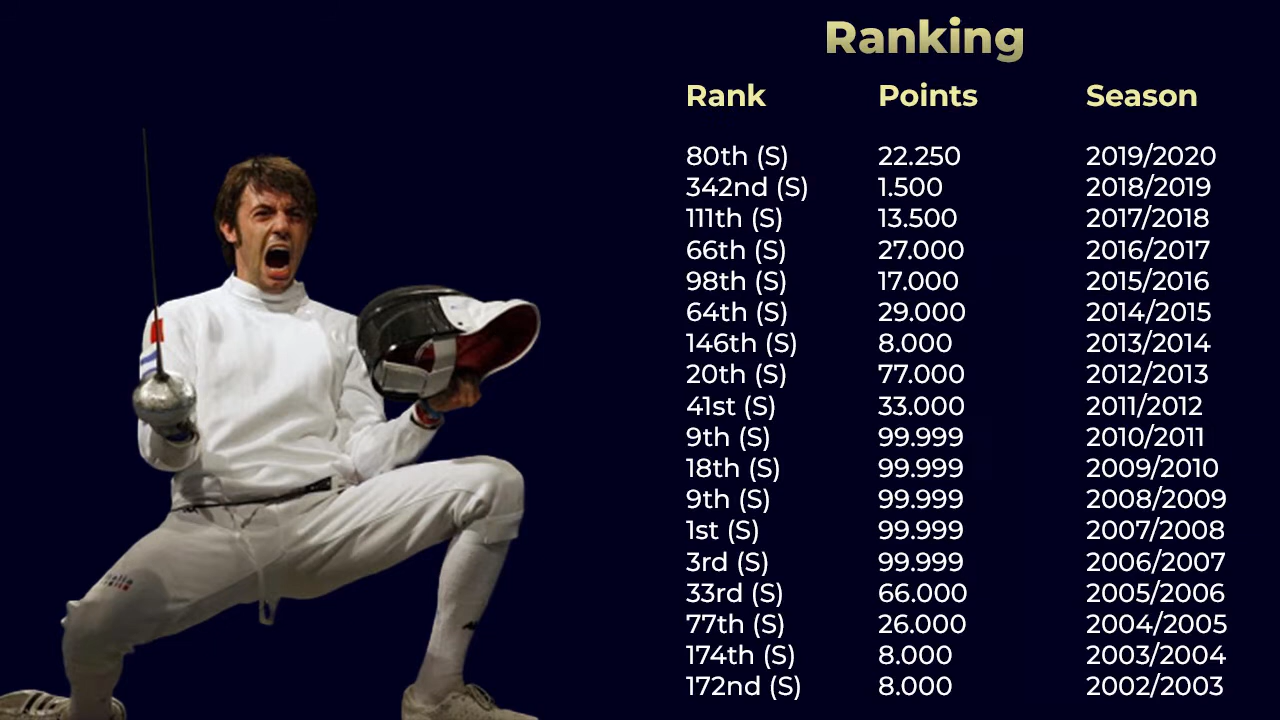 Ranking
Rank Points Season
80th (S) 22.250 2019/2020
342nd (S) 1.500 2018/2019
111th (S) 13.500 2017/2018
66th (S) 27.000 2016/2017
98th (S) 17.000 2015/2016
64th (S) 29.000 2014/2015
146th (S) 8.000 2013/2014
20th (S) 77.000 2012/2013
41st (S) 33.000 2011/2012
9th (S) 99.999 2010/2011
18th (S) 99.999 2009/2010
9th (S) 99.999 2008/2009
1st (S) 99.999 2007/2008
3rd (S) 99.999 2006/2007
33rd (S) 66.000 2005/2006
77th (S) 26.000 2004/2005
174th (S) 8.000 2003/2004
172nd (S) 8.000 2002/2003